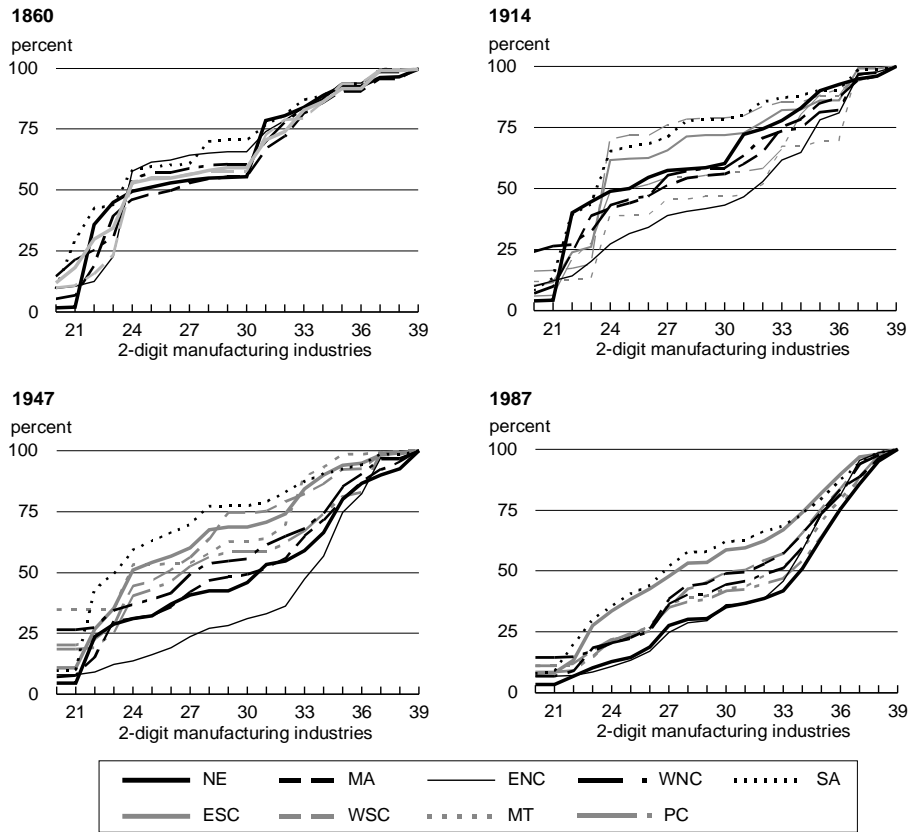 1860
percent
100
75
50
25
0
21 24 27 30 33 36 39
2-digit manufacturing industries
1914
percent
100
75
50
25
0
21 24 27 30 33 36 39
2-digit manufacturing industries
1947
percent
100
75
50
25
0
21 24 27 30 33 36 39
2-digit manufacturing industries
1987
percent
100
75
50
25
0
21 24 27 30 33 36 39
2-digit manufacturing industries
NE MA ENC WNC SA
ESC WSC MT PC